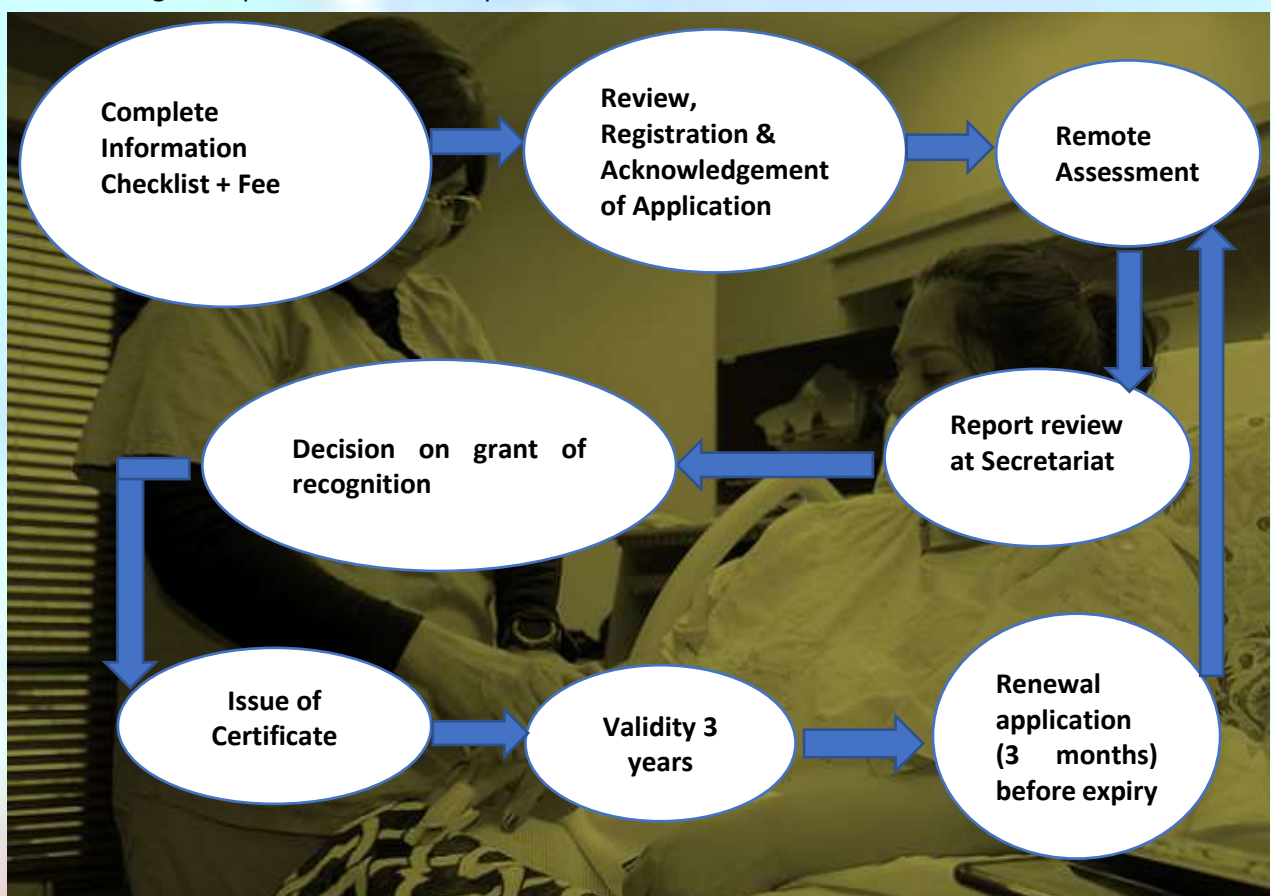 Complete
Information
Checklist + Fee
Review,
Registration &
Acknowledgement
of Application
Remote
Assessment
Report review
at Secretariat
Decision on grant of
recognition
Issue of
Certificate
Validity 3
years
Renewal
application
(3 months)
before expiry